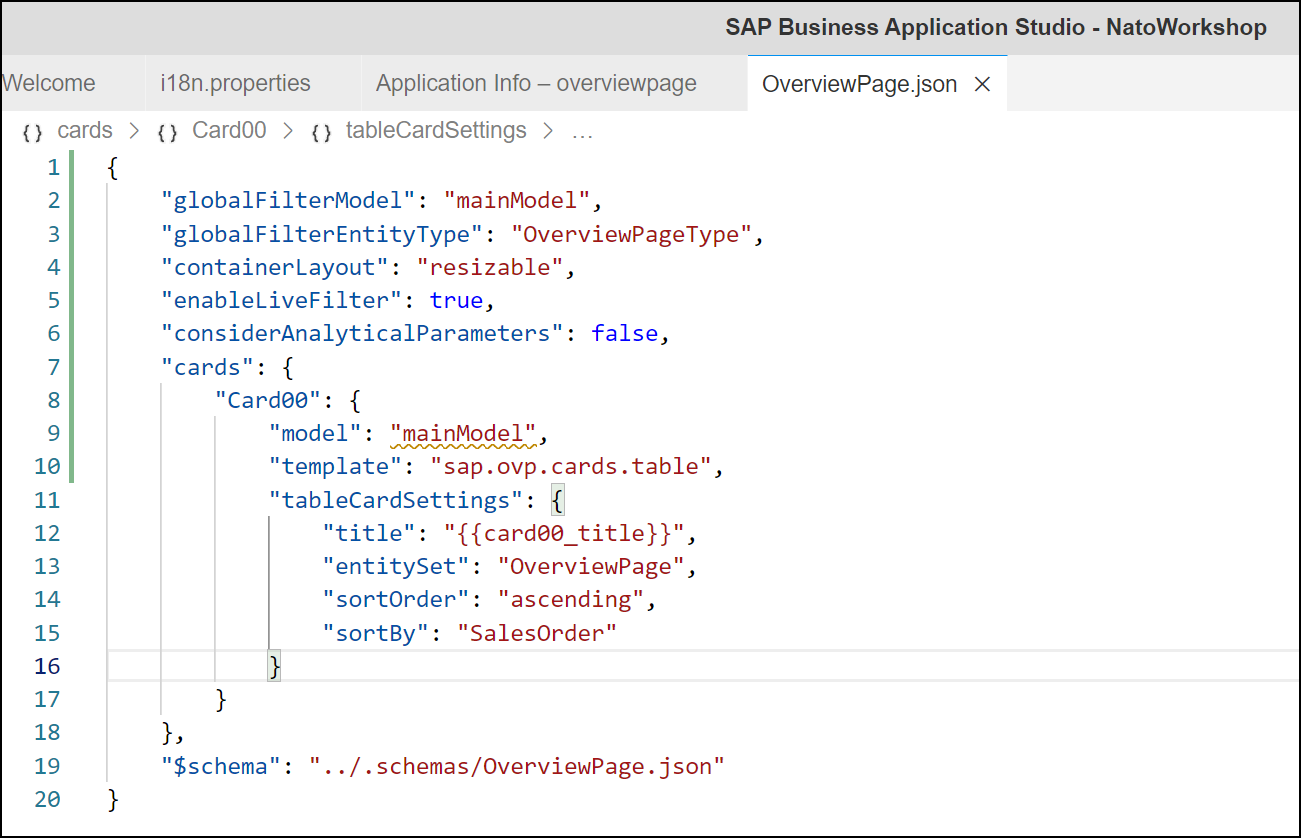 SAP Business Application Studio - NatoWorkshop
Welcome i18n.properties Application Info – overviewpage OverviewPage.json ×
{} cards > {} Card00 > {} tableCardSettings > …
1 {
2 "globalFilterModel": "mainModel",
3 "globalFilterEntityType": "OverviewPageType",
4 "containerLayout": "resizable",
5 "enableLiveFilter": true,
6 "considerAnalyticalParameters": false,
7 "cards": {
8 "Card00": {
9 "model": "mainModel",
10 "template": "sap.ovp.cards.table",
11 "tableCardSettings": {
12 "title": "{{card00_title}}",
13 "entitySet": "OverviewPage",
14 "sortOrder": "ascending",
15 "sortBy": "SalesOrder"
16 }
17 }
18 },
19 "$schema": "../.schemas/OverviewPage.json"
20 }